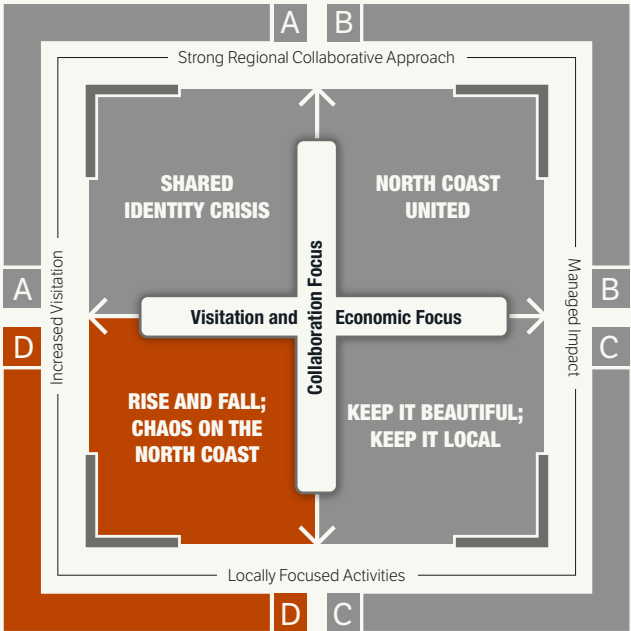 A B
Strong Regional Collaborative Approach
SHARED
IDENTITY CRISIS
NORTH COAST
UNITED
Increased Visitation
Managed Impact
A
B
Collaboration Focus
Visitation and Economic Focus
D
C
RISE AND FALL;
CHAOS ON THE
NORTH COAST
KEEP IT BEAUTIFUL;
KEEP IT LOCAL
Locally Focused Activities
D C